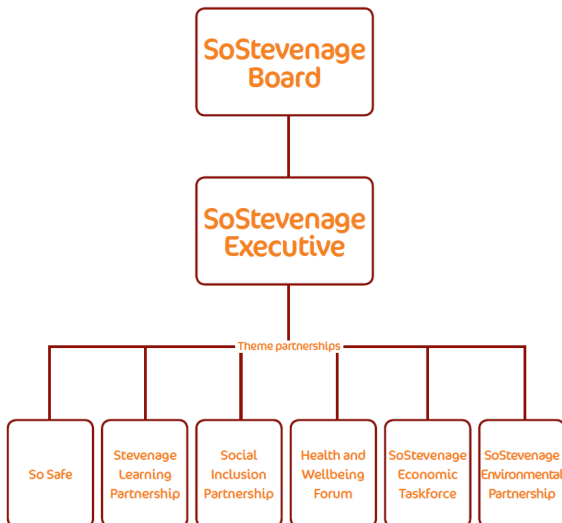 SoStevenage
Board
SoStevenage
Executive
Theme partnerships
So Safe
Stevenage
Learning
Partnership
Social
Inclusion
Partnership
Health and
Wellbeing
Forum
SoStevenage
Economic
Taskforce
SoStevenage
Environmental
Partnership